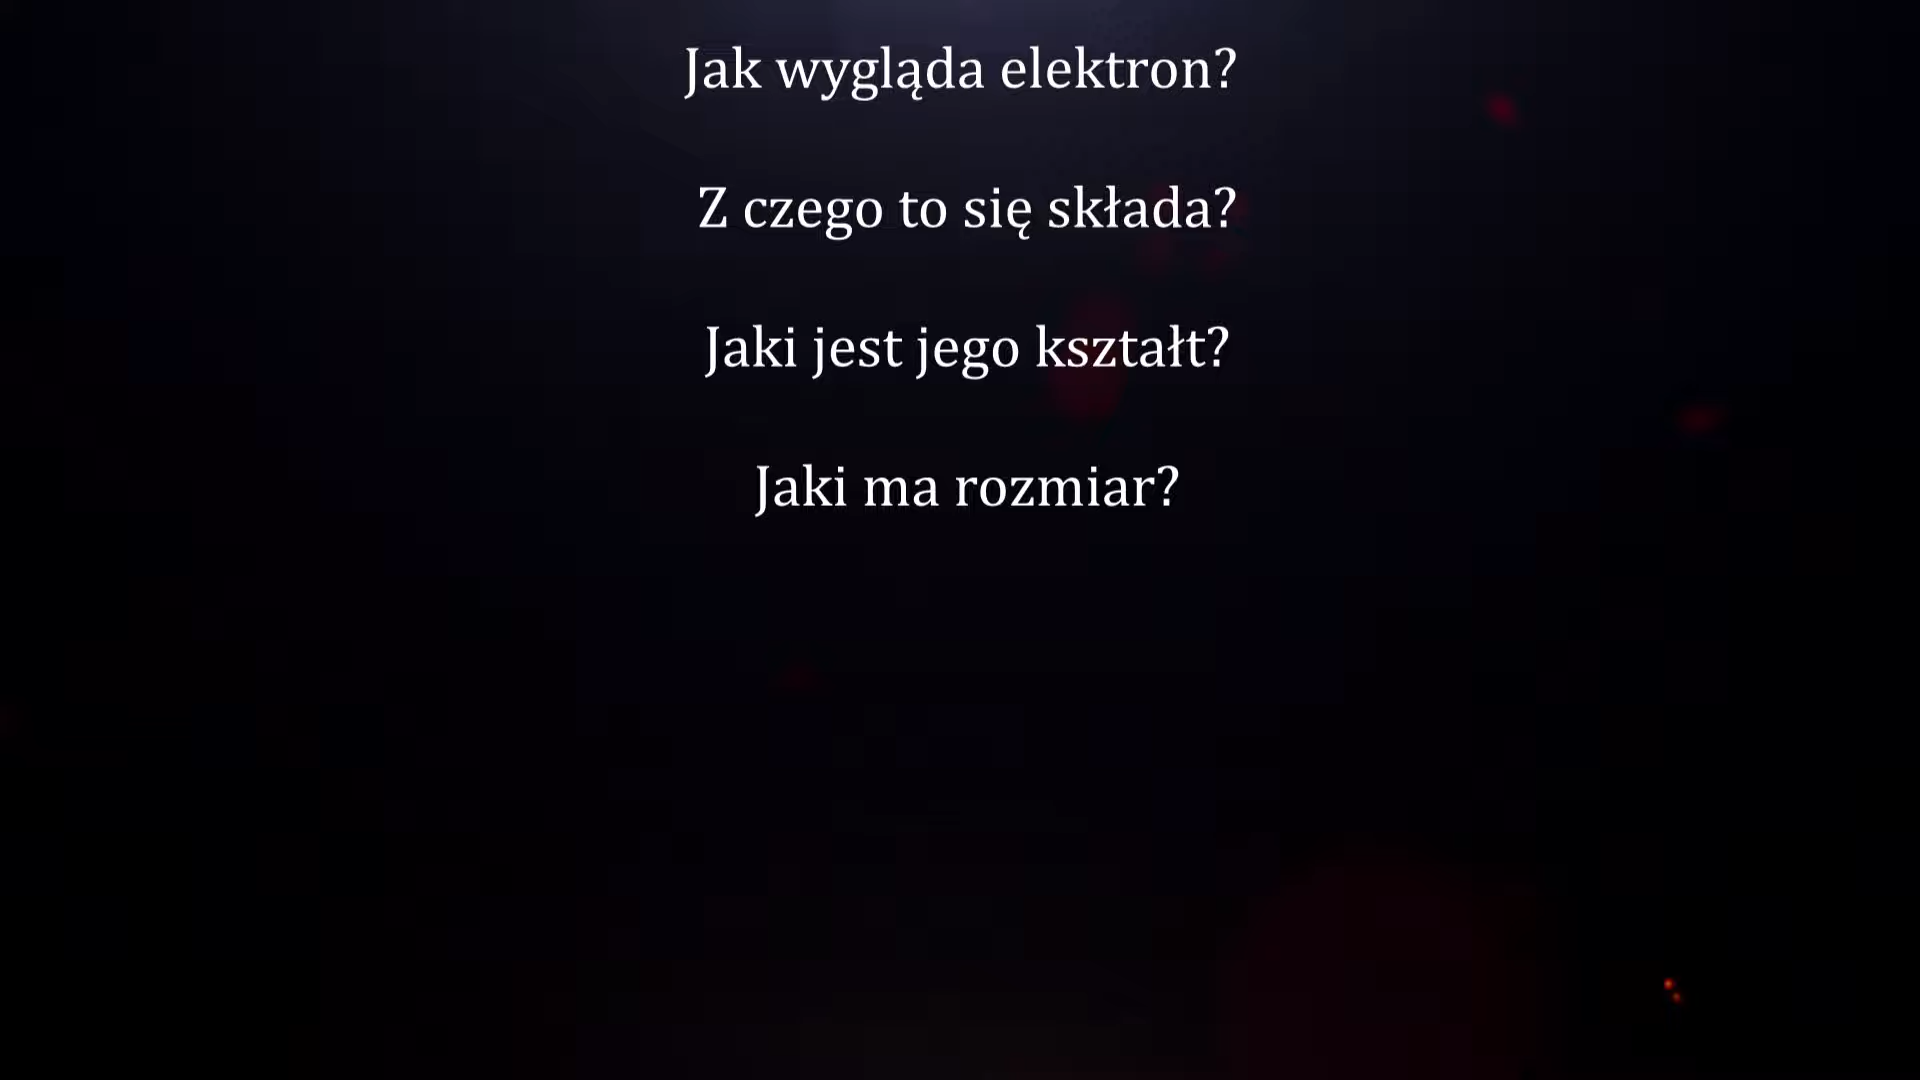 Jak wygląda elektron?
Z czego to się składa?
Jaki jest jego kształt?
Jaki ma rozmiar?